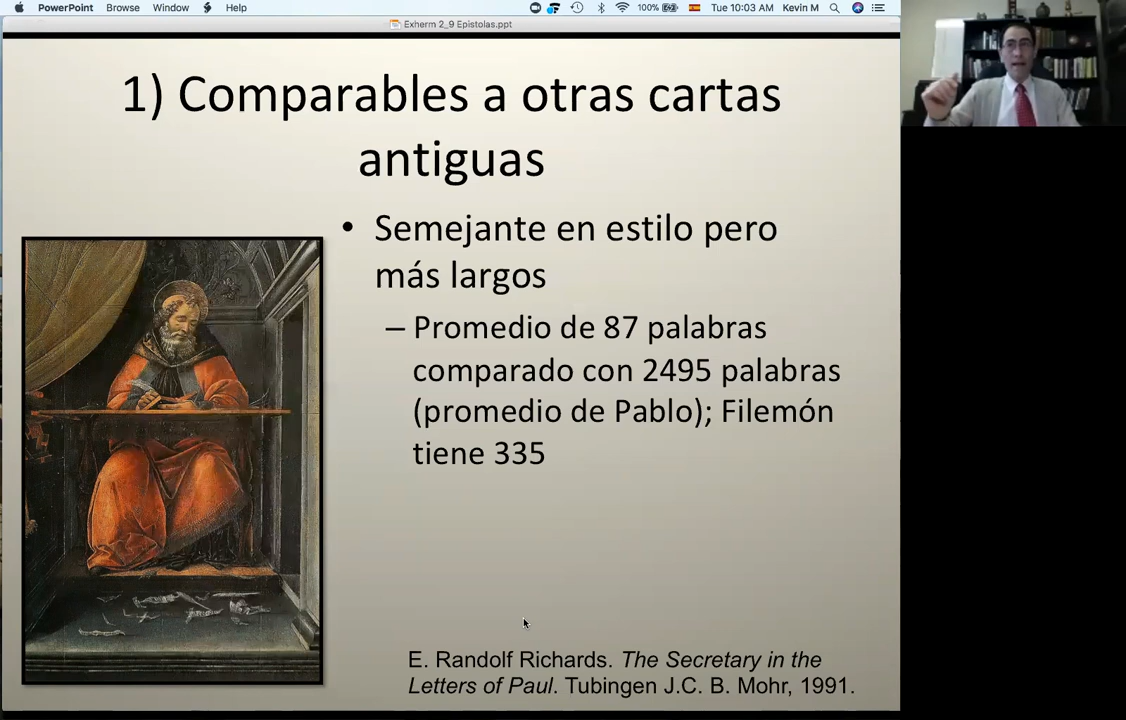 PowerPoint Browse Window Help 100% Tue 10:03 AM Kevin M
Exherm 2_9 Epistolas.ppt
1) Comparables a otras cartas
antiguas
• Semejante en estilo pero
más largos
– Promedio de 87 palabras
comparado con 2495 palabras
(promedio de Pablo); Filemón
tiene 335
E. Randolf Richards. The Secretary in the
Letters of Paul. Tubingen J.C. B. Mohr, 1991.